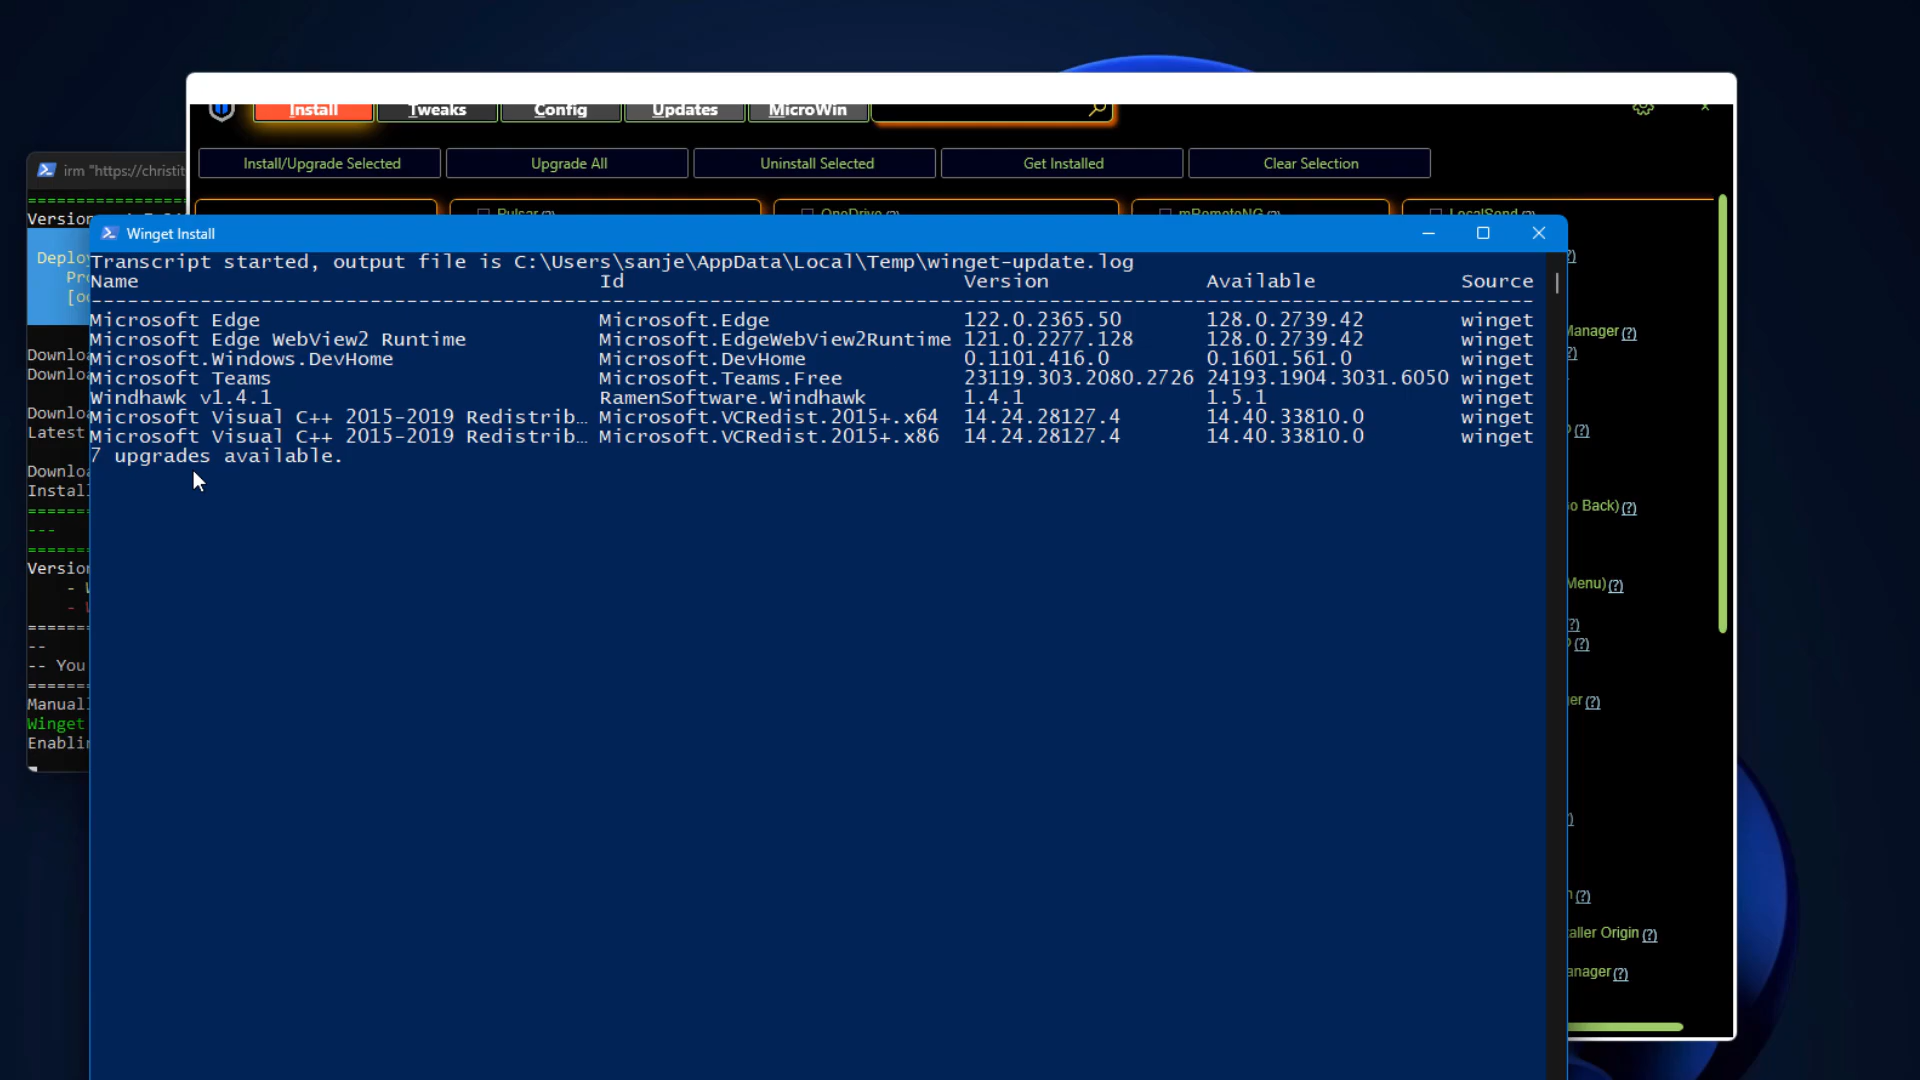 Install Tweaks Config Updates MicroWin
Install/Upgrade Selected Upgrade All Uninstall Selected Get Installed Clear Selection
irm "https://christit
Version
Pulsar (?) OneDrive (?) mRemoteNG (?) LocalSend (?)
Winget Install
Transcript started, output file is C:\Users\sanje\AppData\Local\Temp\winget-update.log
Name Id Version Available Source
--------------------------------------------------------------------------------------------------------
Microsoft Edge Microsoft.Edge 122.0.2365.50 128.0.2739.42 winget
Microsoft Edge WebView2 Runtime Microsoft.EdgeWebView2Runtime 121.0.2277.128 128.0.2739.42 winget
Microsoft.Windows.DevHome Microsoft.DevHome 0.1101.416.0 0.1601.561.0 winget
Microsoft Teams Microsoft.Teams.Free 23119.303.2080.2726 24193.1904.3031.6050 winget
Windhawk v1.4.1 RamenSoftware.Windhawk 1.4.1 1.5.1 winget
Microsoft Visual C++ 2015-2019 Redistrib… Microsoft.VCRedist.2015+.x64 14.24.28127.4 14.40.33810.0 winget
Microsoft Visual C++ 2015-2019 Redistrib… Microsoft.VCRedist.2015+.x86 14.24.28127.4 14.40.33810.0 winget
7 upgrades available.
Deploy
Pr
[o
Downloa
Downloa
Downloa
Latest
Downloa
Install
=======
---
=======
Version
-
-
=======
--
-- You
=======
Manual
Winget
Enablin
(?)
Manager (?)
(?)
(?)
o Back) (?)
Menu) (?)
(?)
(?)
ger (?)
(?)
aller Origin (?)
anager (?)